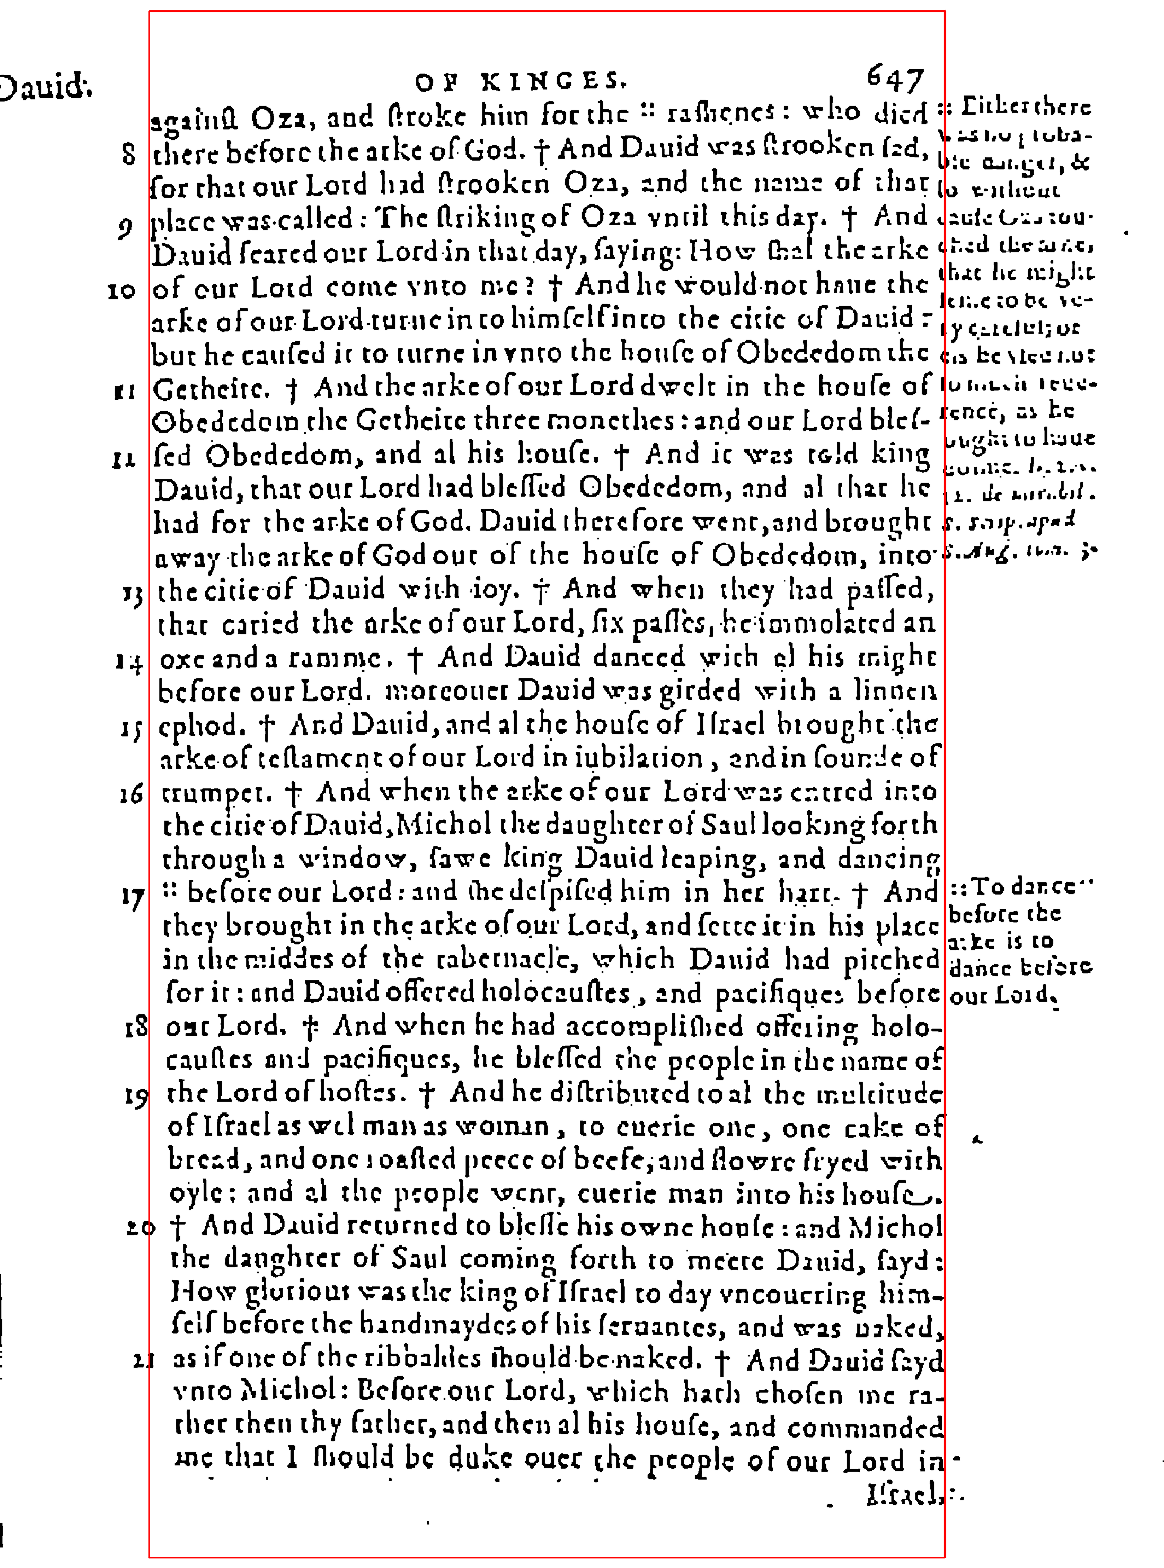 Dauid.
OF KINGES.
647
againſt Oza, and ſtroke him for the :: raſhenes: who died
8 there before the arke of God. † And Dauid was ſtrooken ſad,
for that our Lord had ſtrooken Oza, and the name of that
9 place was called: The ſtriking of Oza vntil this day. † And
Dauid feared our Lord in that day, ſaying: How ſhal the arke
10 of our Lord come vnto me? † And he would not haue the
arke of our Lord turne in to himſelf into the citie of Dauid:
but he cauſed it to turne in vnto the houſe of Obededom the
11 Getheite. † And the arke of our Lord dwelt in the houſe of
Obededom the Getheite three monethes: and our Lord bleſ-
12 ſed Obededom, and al his houſe. † And it was told king
Dauid, that our Lord had bleſſed Obededom, and al that he
had for the arke of God. Dauid therefore went, and brought
away the arke of God out of the houſe of Obededom, into
13 the citie of Dauid with ioy. † And when they had paſſed,
that caried the arke of our Lord, ſix paſſes, he immolated an
14 oxe and a ramme. † And Dauid danced with al his might
before our Lord. moreouer Dauid was girded with a linnen
15 ephod. † And Dauid, and al the houſe of Iſrael brought the
arke of teſtament of our Lord in iubilation, and in ſounde of
16 trumpet. † And when the arke of our Lord was entred into
the citie of Dauid, Michol the daughter of Saul looking forth
through a window, ſawe king Dauid leaping, and dancing
17 :: before our Lord: and ſhe deſpiſed him in her hart. † And
they brought in the arke of our Lord, and ſette it in his place
in the middes of the tabernacle, which Dauid had pitched
for it: and Dauid offered holocauſtes, and pacifiques before
18 our Lord. † And when he had accompliſhed offering holo-
cauſtes and pacifiques, he bleſſed the people in the name of
19 the Lord of hoſtes. † And he diſtributed to al the multitude
of Iſrael as wel man as woman, to euerie one, one cake of
bread, and one roaſted peece of beefe, and flowre fryed with
oyle: and al the people went, euerie man into his houſe.
20 † And Dauid returned to bleſſe his owne houſe: and Michol
the daughter of Saul coming forth to meete Dauid, ſayd:
How glorious was the king of Iſrael to day vncouering him-
ſelf before the handmaydes of his ſeruantes, and was naked,
21 as if one of the ribbaldes ſhould be naked. † And Dauid ſayd
vnto Michol: Before our Lord, which hath choſen me ra-
ther then thy father, and then al his houſe, and commanded
me that I ſhould be duke ouer the people of our Lord in
Iſrael,
:: Either there
was no proba-
ble danger, &
ſo without
cauſe Oza tou-
ched the arke,
that he might
ſeme to be ve-
ry careful; or
els he vſed not
ſo much reue-
rence, as he
ought to haue
:: To dance
before the
arke is to
dance before
our Lord.